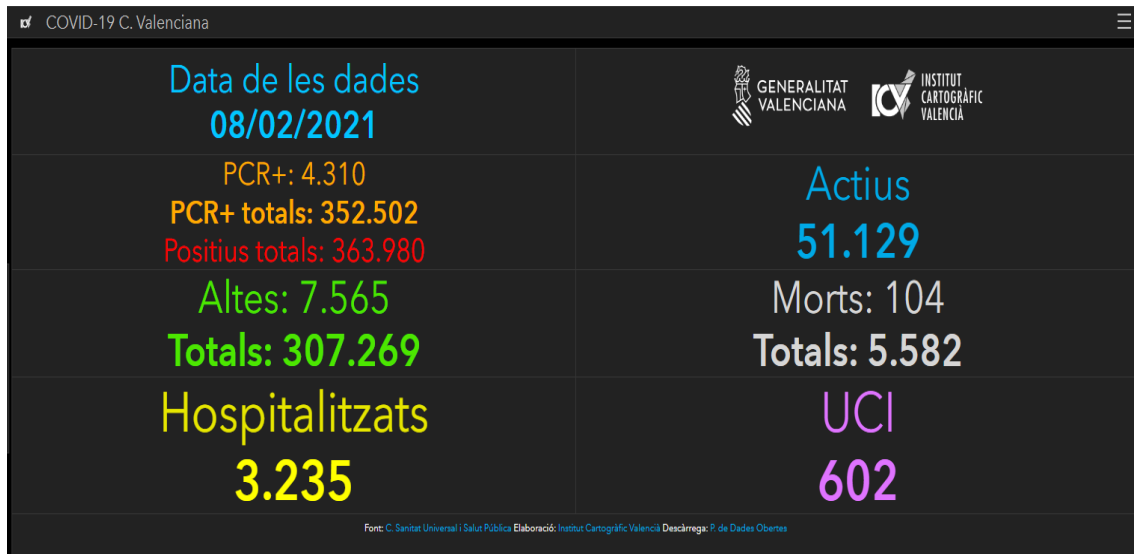 COVID-19 C. Valenciana
Data de les dades
08/02/2021
GENERALITAT
VALENCIANA
INSTITUT
CARTOGRÀFIC
VALENCIÀ
PCR+: 4.310
PCR+ totals: 352.502
Positius totals: 363.980
Actius
51.129
Altes: 7.565
Totals: 307.269
Morts: 104
Totals: 5.582
Hospitalitzats
3.235
UCI
602
Font: C. Sanitat Universal i Salut Pública Elaboració: Institut Cartogràfic Valencià Descàrrega: P. de Dades Obertes